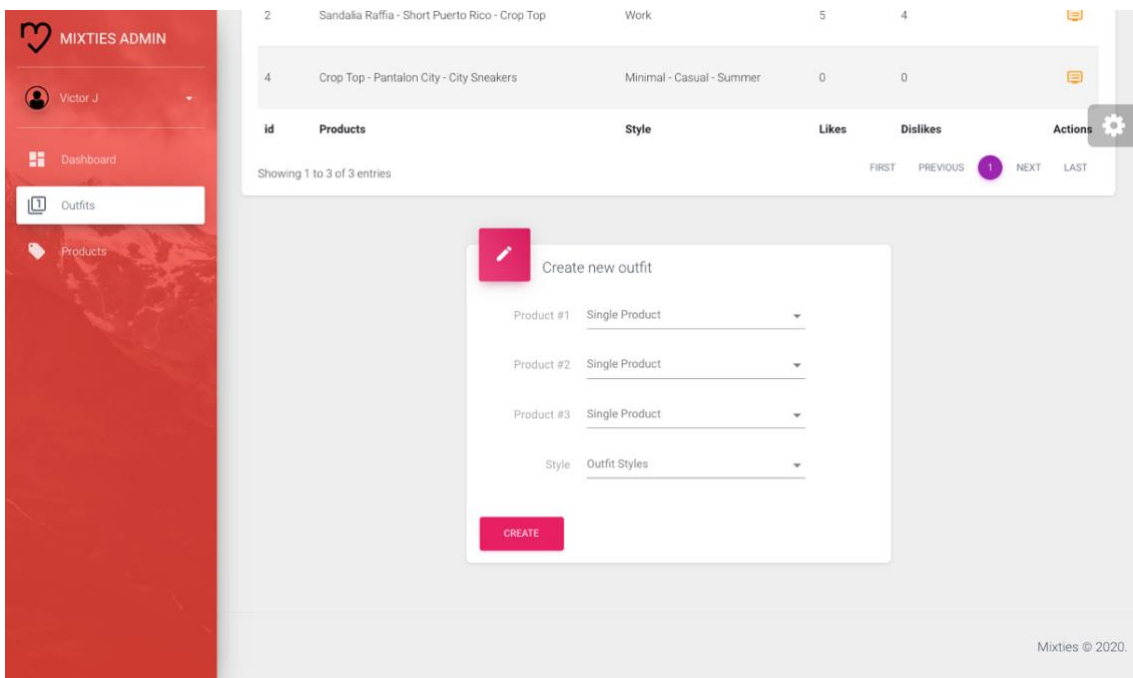 MIXTIES ADMIN
Victor J
Dashboard
1 Outfits
Products
2 Sandalia Raffia - Short Puerto Rico - Crop Top Work 5 4
4 Crop Top - Pantalon City - City Sneakers Minimal - Casual - Summer 0 0
id Products Style Likes Dislikes Actions
Showing 1 to 3 of 3 entries FIRST PREVIOUS 1 NEXT LAST
Create new outfit
Product #1 Single Product
Product #2 Single Product
Product #3 Single Product
Style Outfit Styles
CREATE
Mixties © 2020.